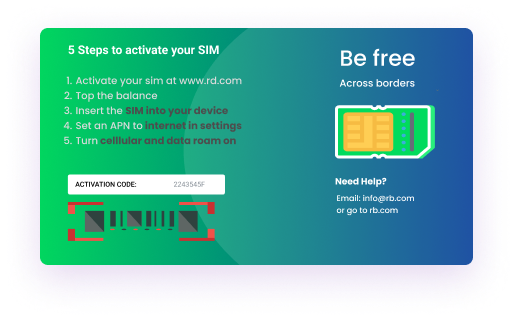 5 Steps to activate your SIM
1. Activate your sim at www.rd.com
2. Top the balance
3. Insert the SIM into your device
4. Set an APN to internet in settings
5. Turn celllular and data roam on
ACTIVATION CODE: 2243545F
Be free
Across borders
Need Help?
Email: info@rb.com
or go to rb.com